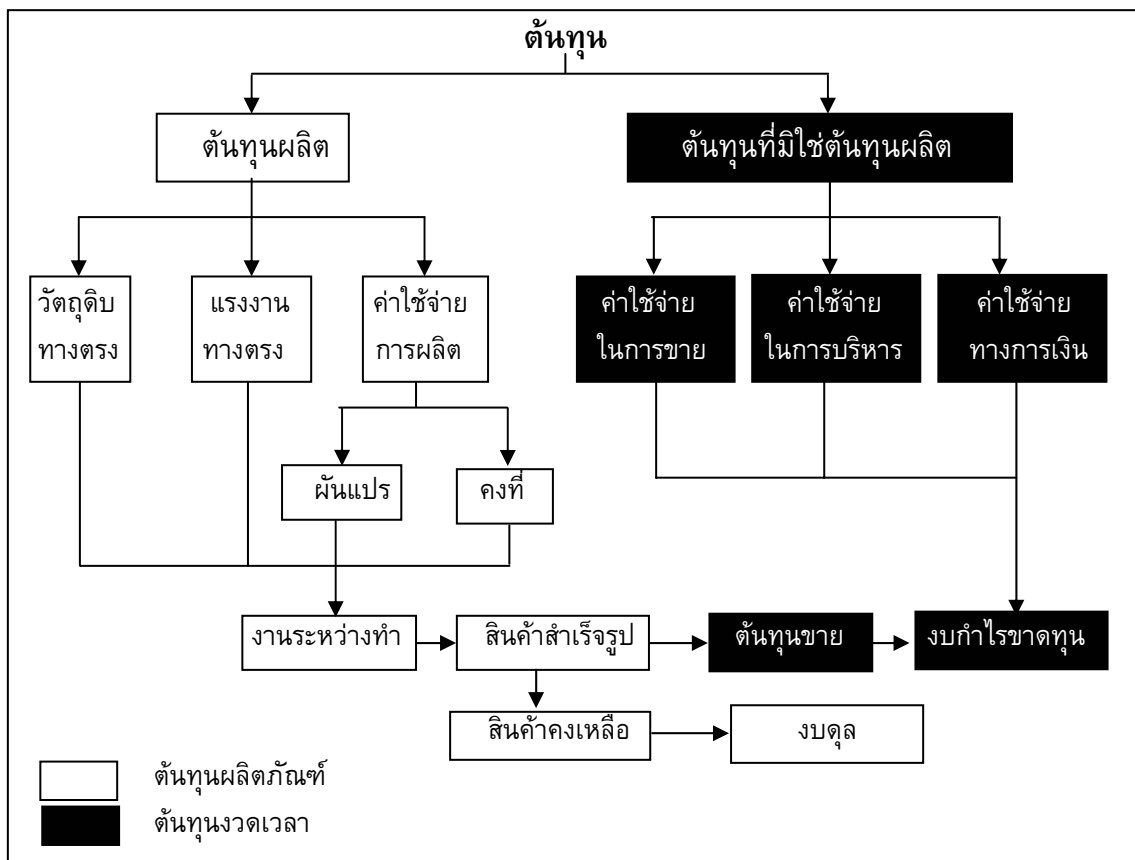 ต้นทุน
ต้นทุนผลิต
ต้นทุนที่มิใช่ต้นทุนผลิต
วัตถุดิบ
ทางตรง
แรงงาน
ทางตรง
ค่าใช้จ่าย
การผลิต
ค่าใช้จ่าย
ในการขาย
ค่าใช้จ่าย
ในการบริหาร
ค่าใช้จ่าย
ทางการเงิน
ผันแปร
คงที่
งานระหว่างทำ
สินค้าสำเร็จรูป
ต้นทุนขาย
งบกำไรขาดทุน
สินค้าคงเหลือ
งบดุล
ต้นทุนผลิตภัณฑ์
ต้นทุนงวดเวลา